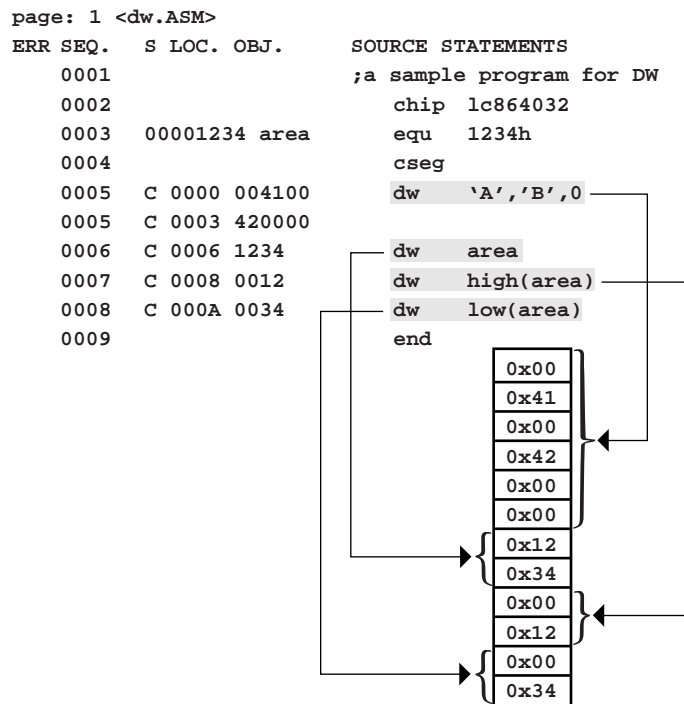 page: 1 <dw.ASM>
ERR SEQ. S LOC. OBJ. SOURCE STATEMENTS
0001 ;a sample program for DW
0002 chip lc864032
0003 00001234 area equ 1234h
0004 cseg
0005 C 0000 004100 dw ‘A’,’B’,0
0005 C 0003 420000
0006 C 0006 1234 dw area
0007 C 0008 0012 dw high(area)
0008 C 000A 0034 dw low(area)
0009 end
0x00
0x41
0x00
0x42
0x00
0x00
0x12
0x34
0x00
0x12
0x00
0x34